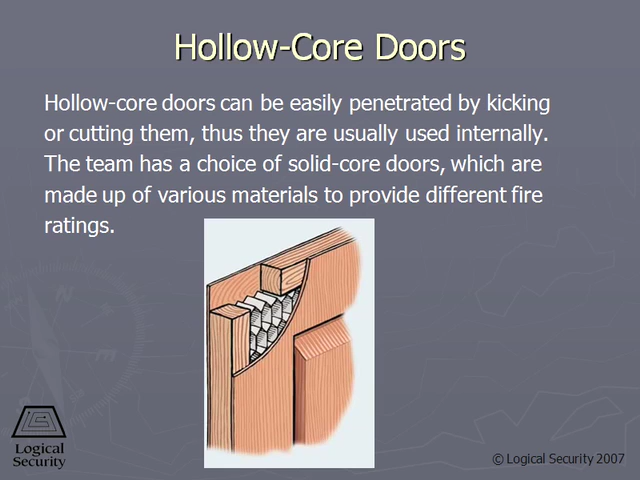 Hollow-Core Doors
Hollow-core doors can be easily penetrated by kicking
or cutting them, thus they are usually used internally.
The team has a choice of solid-core doors, which are
made up of various materials to provide different fire
ratings.
Logical
Security
© Logical Security 2007